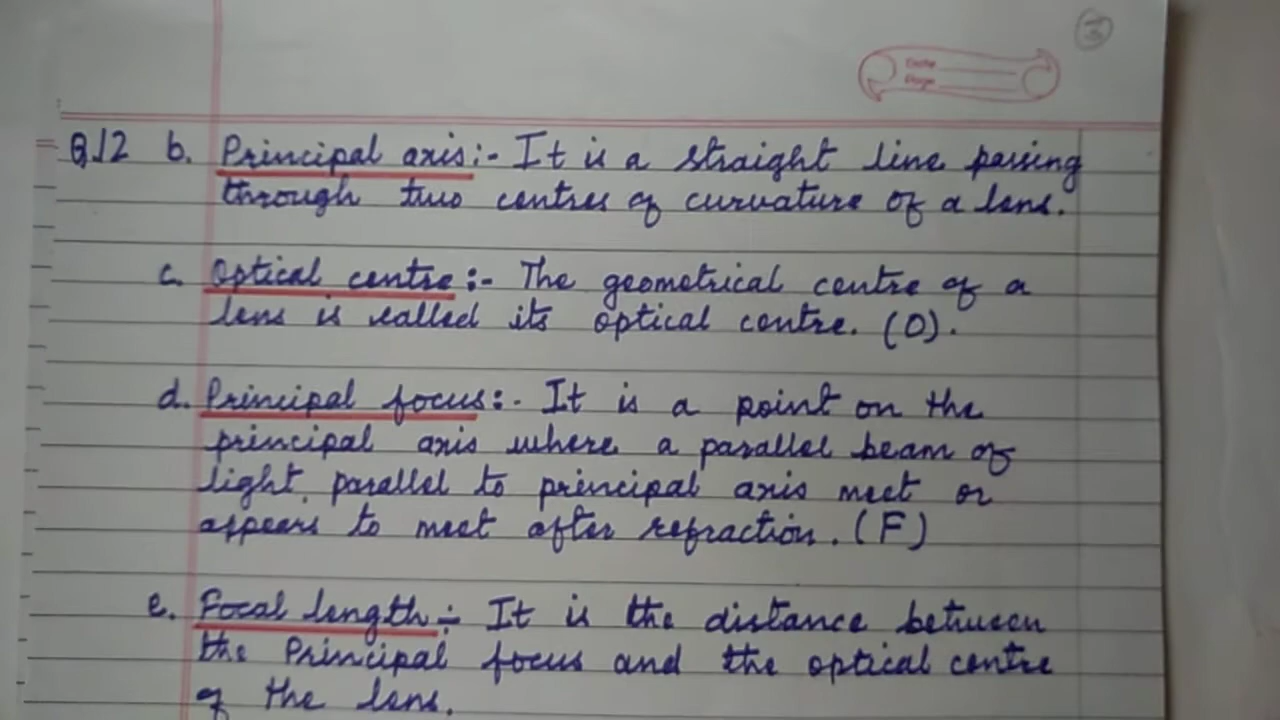 Date
Page
Q.12 b. Principal axis:- It is a straight line passing
through two centres of curvature of a lens.
c. Optical centre:- The geometrical centre of a
lens is called its optical centre. (O).
d. Principal focus:- It is a point on the
principal axis where a parallel beam of
light, parallel to principal axis meet or
appears to meet after refraction. (F)
e. Focal length:- It is the distance between
the Principal focus and the optical centre
of the lens.